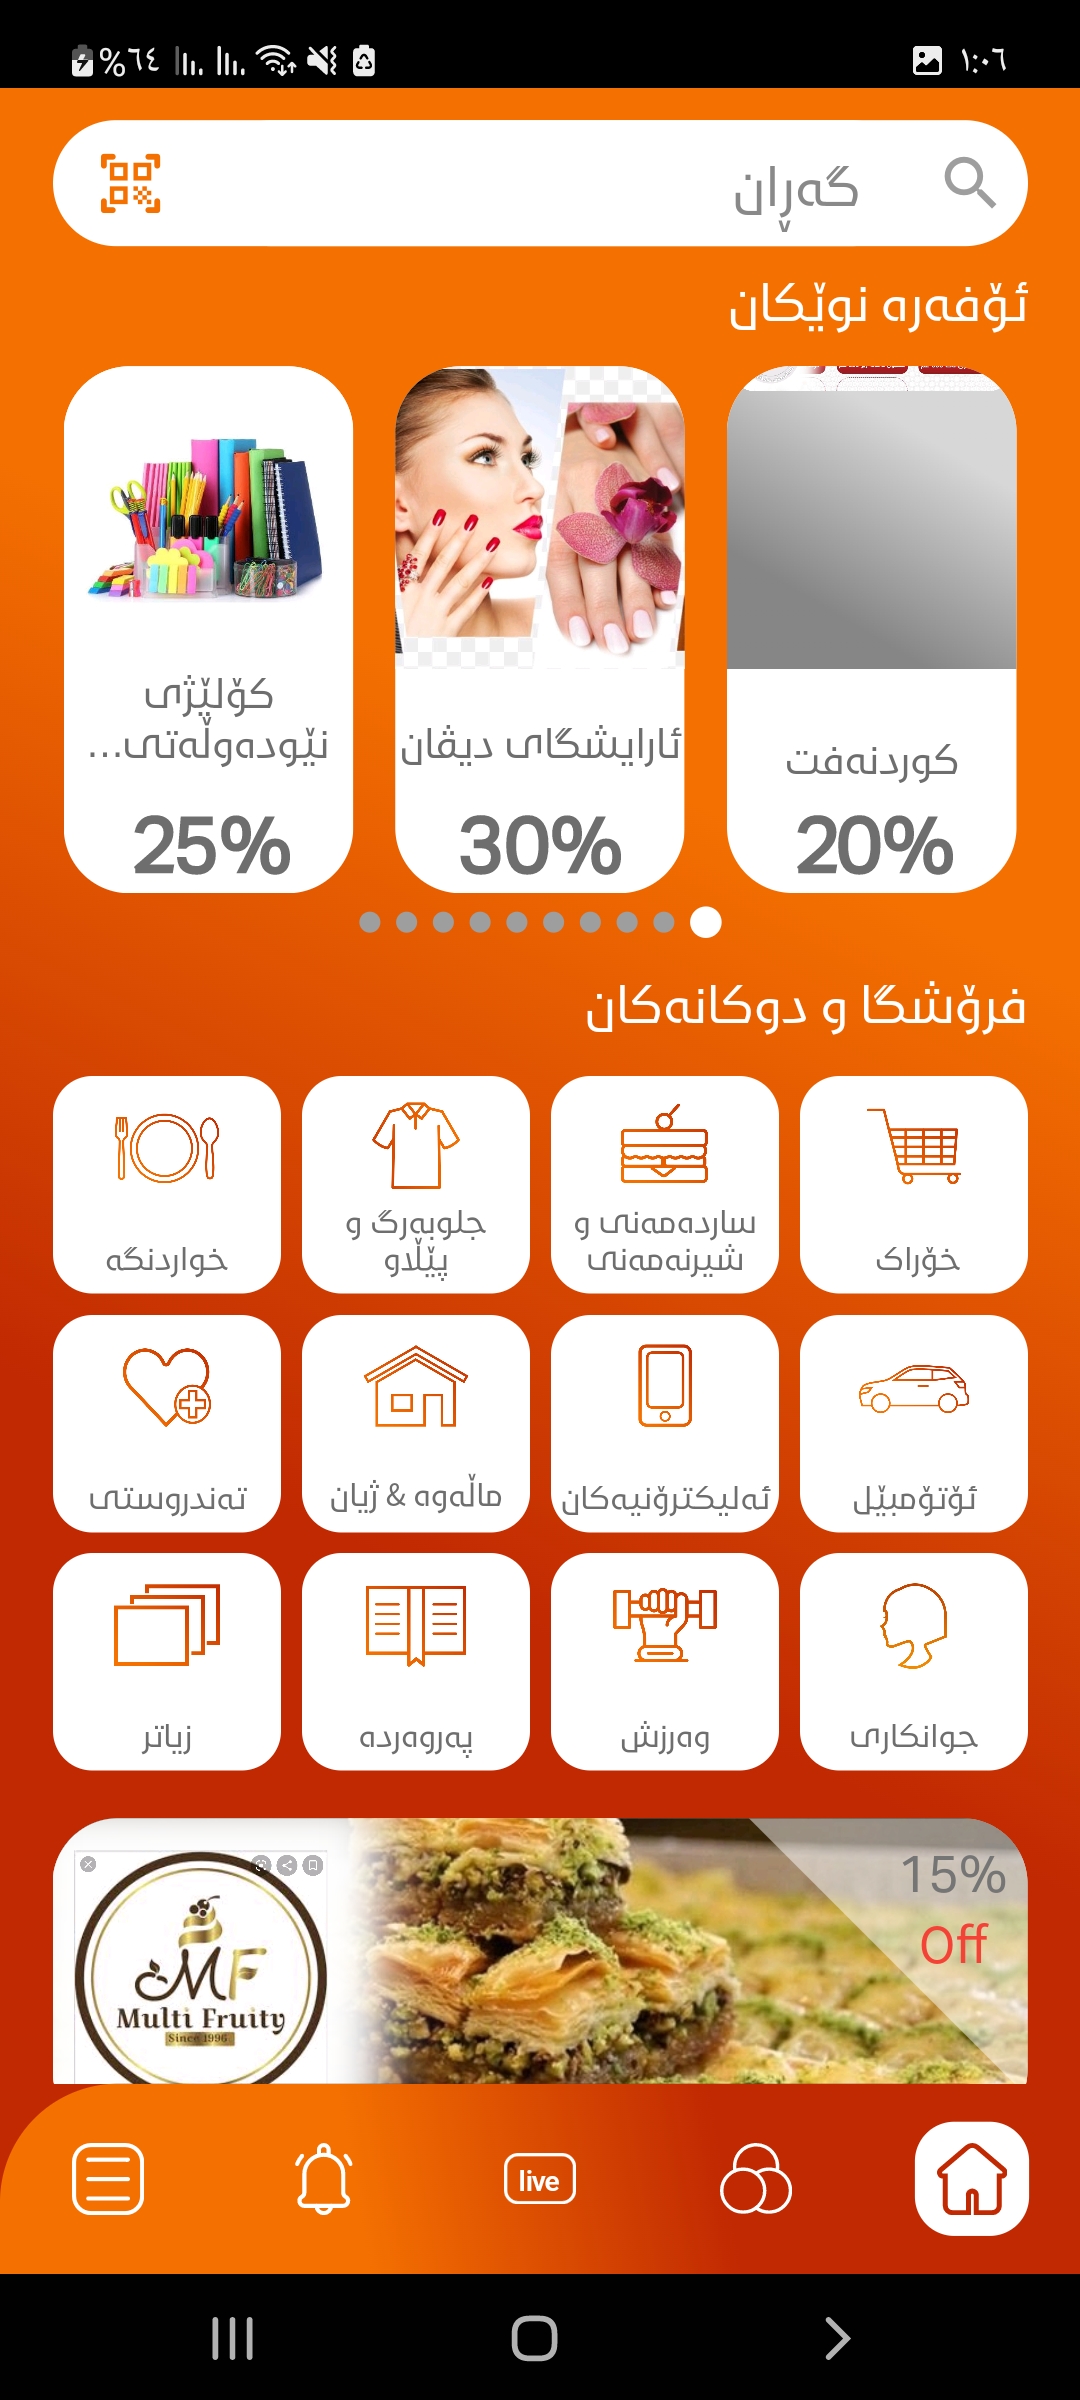 %٦٤
١:٠٦
گەڕان
ئۆفەرە نوێکان
کوردنەفت
20%
ئارایشگای دیڤان
30%
کۆلێژی
نێودەوڵەتی...
25%
فرۆشگا و دوکانەکان
خۆراک
ساردەمەنی و
شیرنەمەنی
جلوبەرگ و
پێڵاو
خواردنگە
ئۆتۆمبێل
ئەلیکترۆنیەکان
ماڵەوە & ژیان
تەندروستی
جوانکاری
وەرزش
پەروەردە
زیاتر
15%
Off
MF
Multi Fruity
Since 1996
live